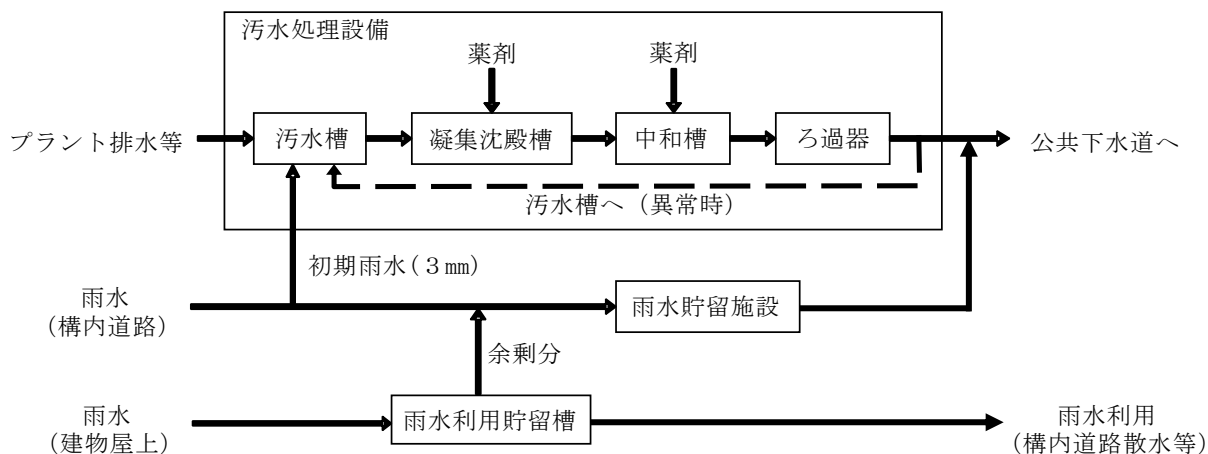 汚水処理設備
薬剤
薬剤
プラント排水等
汚水槽
凝集沈殿槽
中和槽
ろ過器
公共下水道へ
汚水槽へ（異常時）
初期雨水（３㎜）
雨水
（構内道路）
雨水貯留施設
余剰分
雨水
（建物屋上）
雨水利用貯留槽
雨水利用
（構内道路散水等）